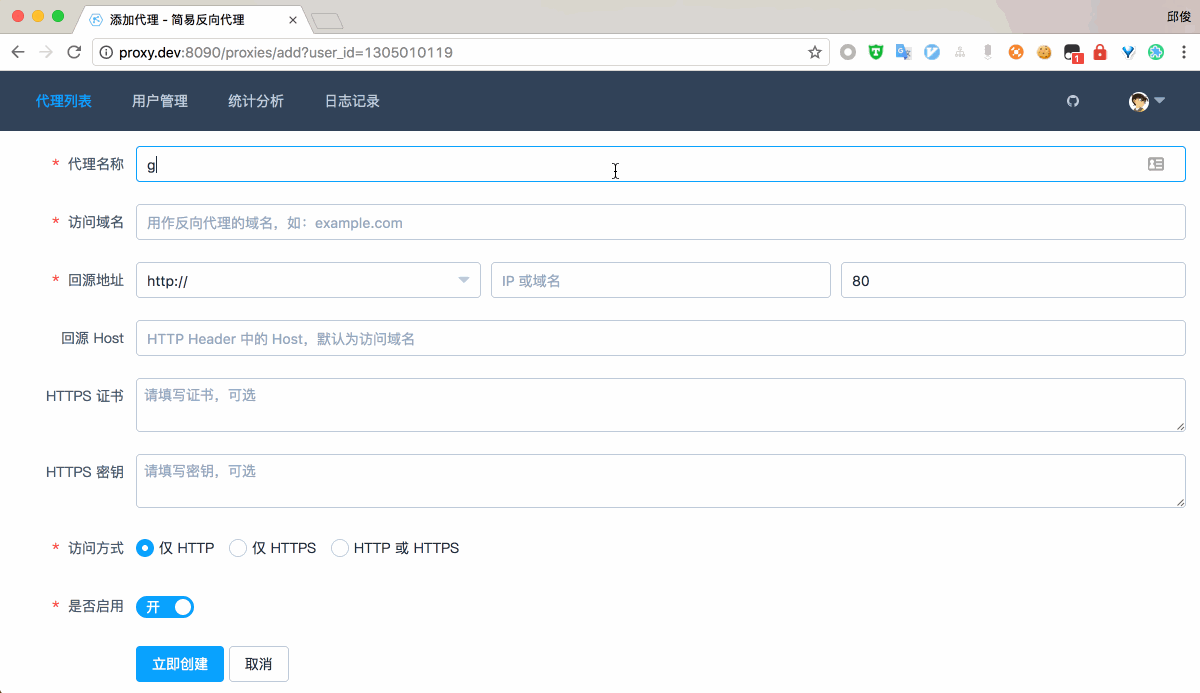 添加代理 - 简易反向代理
邱俊
proxy.dev:8090/proxies/add?user_id=1305010119
1
代理列表 用户管理 统计分析 日志记录
* 代理名称 g
* 访问域名 用作反向代理的域名，如：example.com
* 回源地址 http:// IP 或域名 80
回源 Host HTTP Header 中的 Host，默认为访问域名
HTTPS 证书 请填写证书，可选
HTTPS 密钥 请填写密钥，可选
* 访问方式 仅 HTTP 仅 HTTPS HTTP 或 HTTPS
* 是否启用 开
立即创建 取消